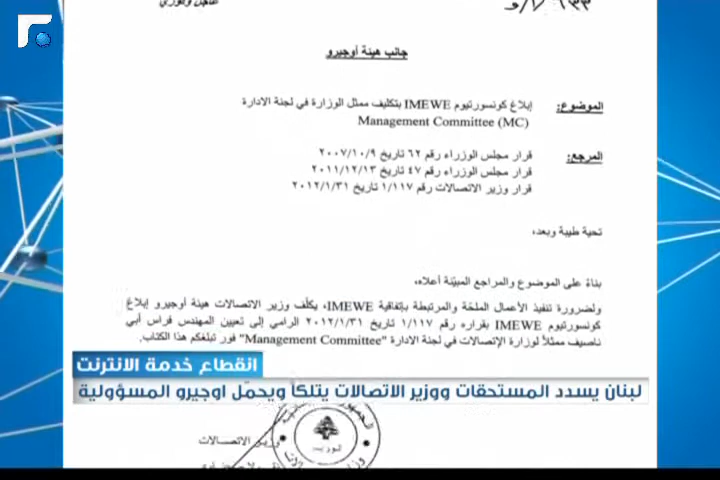 جانب هيئة أوجيرو
الموضوع: إبلاغ كونسورتيوم IMEWE بتكليف ممثل الوزارة في لجنة الادارة
Management Committee (MC)
المرجع: قرار مجلس الوزراء رقم ٦٢ تاريخ ٢٠٠٧/١٠/٩
قرار مجلس الوزراء رقم ٤٧ تاريخ ٢٠١١/١٢/١٣
قرار وزير الاتصالات رقم ١/١١٧ تاريخ ٢٠١٢/١/٣١
تحية طيبة وبعد،
بناءً على الموضوع والمراجع المبيّنة أعلاه،
ولضرورة تنفيذ الأعمال الملحّة والمرتبطة بإتفاقية IMEWE، يكلّف وزير الاتصالات هيئة أوجيرو إبلاغ
كونسورتيوم IMEWE بقراره رقم ١/١١٧ تاريخ ٢٠١٢/١/٣١ الرامي إلى تعيين المهندس فراس أبي
ناصيف ممثلاً لوزارة الإتصالات في لجنة الادارة "Management Committee" فور تبلغكم هذا الكتاب.
انقطاع خدمة الانترنت
لبنان يسدد المستحقات ووزير الاتصالات يتلكأ ويحمّل اوجيرو المسؤولية
وزير الاتصالات